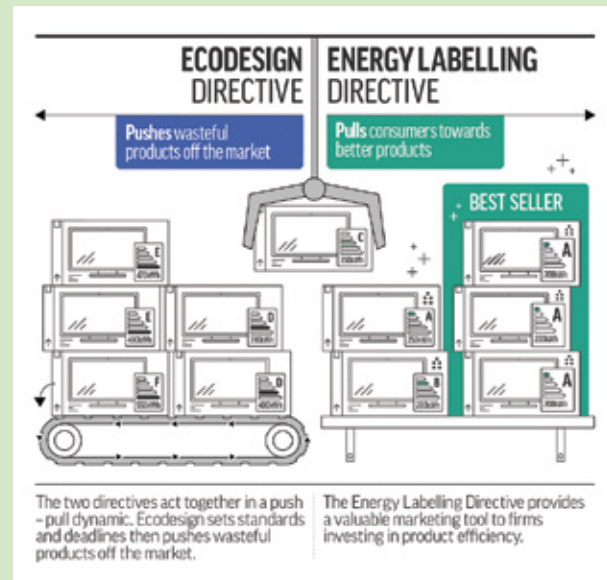 ECODESIGN
DIRECTIVE
ENERGY LABELLING
DIRECTIVE
Pushes wasteful
products off the market
Pulls consumers towards
better products
BEST SELLER
C
E
E
D
F
D
A
B
A
A
A
The two directives act together in a push
– pull dynamic. Ecodesign sets standards
and deadlines then pushes wasteful
products off the market.
The Energy Labelling Directive provides
a valuable marketing tool to firms
investing in product efficiency.